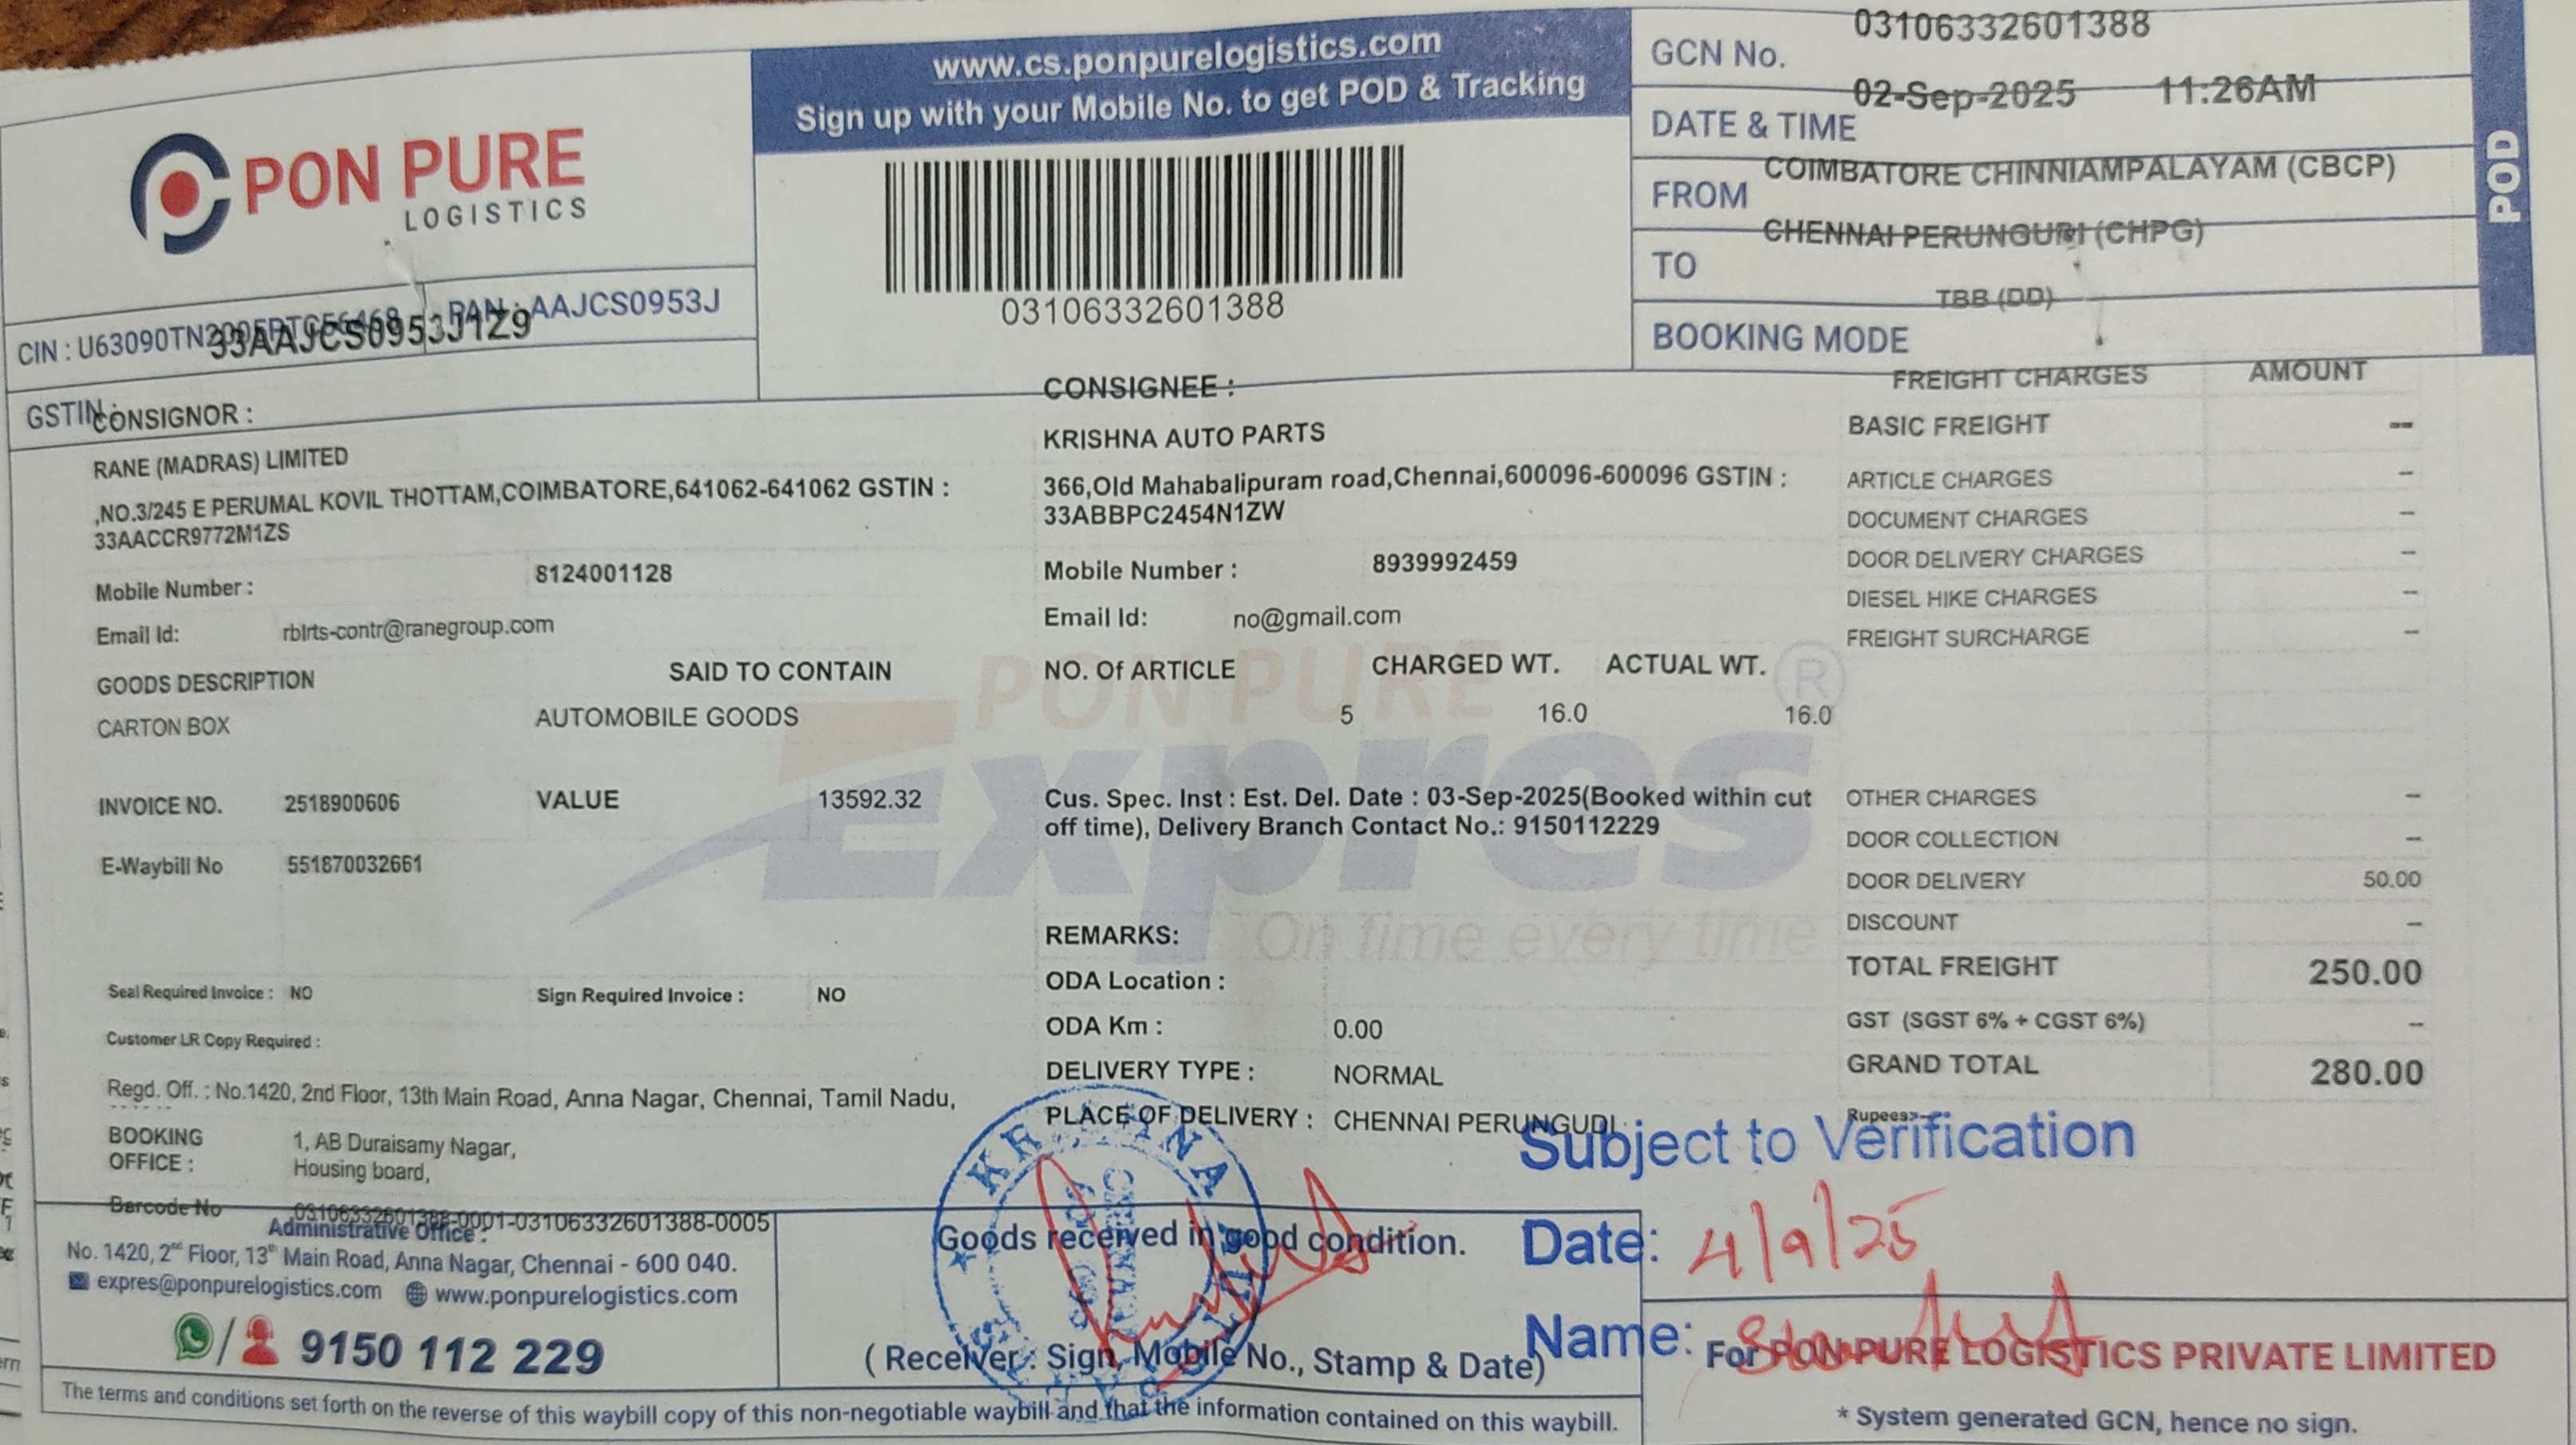 PON PURE
LOGISTICS
CIN : U63090TN2005PTC56468 PAN : AAJCS0953J
33AAJCS0953J1Z9
GSTIN :
www.cs.ponpurelogistics.com
Sign up with your Mobile No. to get POD & Tracking
03106332601388
GCN No. 03106332601388
DATE & TIME 02-Sep-2025 11:26AM
FROM COIMBATORE CHINNIAMPALAYAM (CBCP)
TO CHENNAI PERUNGURI (CHPG)
BOOKING MODE TBB (DD)
POD
CONSIGNOR :
RANE (MADRAS) LIMITED
,NO.3/245 E PERUMAL KOVIL THOTTAM,COIMBATORE,641062-641062 GSTIN :
33AACCR9772M1ZS
Mobile Number : 8124001128
Email Id: rblrts-contr@ranegroup.com
CONSIGNEE :
KRISHNA AUTO PARTS
366,Old Mahabalipuram road,Chennai,600096-600096 GSTIN :
33ABBPC2454N1ZW
Mobile Number : 8939992459
Email Id: no@gmail.com
FREIGHT CHARGES AMOUNT
BASIC FREIGHT --
ARTICLE CHARGES --
DOCUMENT CHARGES --
DOOR DELIVERY CHARGES --
DIESEL HIKE CHARGES --
FREIGHT SURCHARGE --
GOODS DESCRIPTION SAID TO CONTAIN NO. Of ARTICLE CHARGED WT. ACTUAL WT.
CARTON BOX AUTOMOBILE GOODS 5 16.0 16.0
PON PURE
Expres ®
On time every time
INVOICE NO. 2518900606 VALUE 13592.32
E-Waybill No 551870032661
Cus. Spec. Inst : Est. Del. Date : 03-Sep-2025(Booked within cut
off time), Delivery Branch Contact No.: 9150112229
OTHER CHARGES --
DOOR COLLECTION --
DOOR DELIVERY 50.00
DISCOUNT --
TOTAL FREIGHT 250.00
GST (SGST 6% + CGST 6%) --
GRAND TOTAL 280.00
Rupees:-
REMARKS:
ODA Location :
ODA Km : 0.00
DELIVERY TYPE : NORMAL
PLACE OF DELIVERY : CHENNAI PERUNGUDI
Seal Required Invoice : NO Sign Required Invoice : NO
Customer LR Copy Required :
Regd. Off. : No.1420, 2nd Floor, 13th Main Road, Anna Nagar, Chennai, Tamil Nadu,
BOOKING
OFFICE :
1, AB Duraisamy Nagar,
Housing board,
Barcode No 03106332601388-0001-03106332601388-0005
Administrative Office :
No. 1420, 2nd Floor, 13th Main Road, Anna Nagar, Chennai - 600 040.
expres@ponpurelogistics.com www.ponpurelogistics.com
9150 112 229
KRISHNA
Goods received in good condition.
(Receiver : Sign, Mobile No., Stamp & Date)
Subject to Verification
Date: 4/9/25
Name:
For PON PURE LOGISTICS PRIVATE LIMITED
* System generated GCN, hence no sign.
The terms and conditions set forth on the reverse of this waybill copy of this non-negotiable waybill and that the information contained on this waybill.